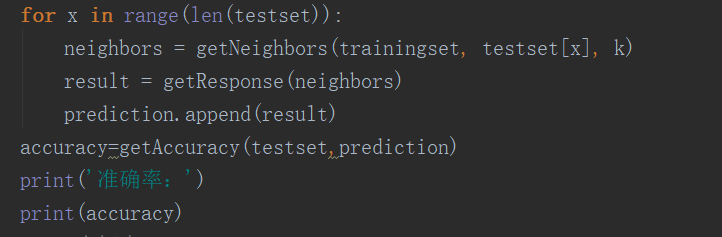 for x in range(len(testset)):
    neighbors = getNeighbors(trainingset, testset[x], k)
    result = getResponse(neighbors)
    prediction.append(result)
accuracy=getAccuracy(testset,prediction)
print('准确率：')
print(accuracy)